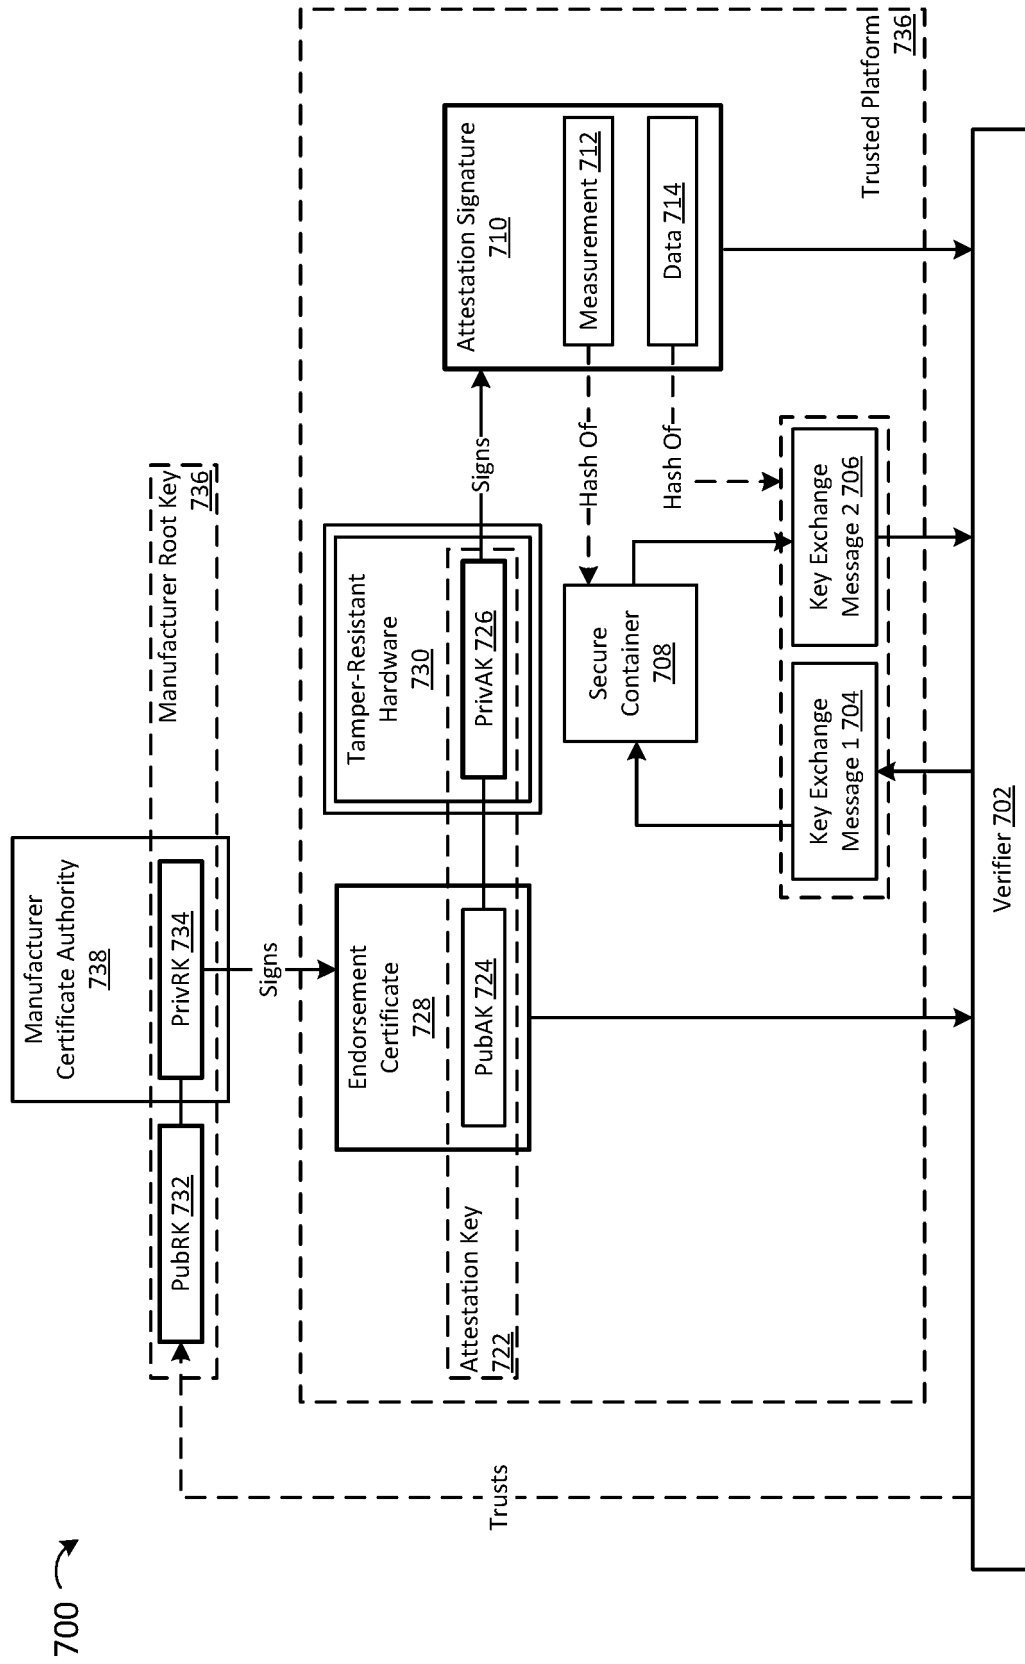 700
Manufacturer
Certificate Authority
738
PubRK 732
PrivRK 734
Manufacturer Root Key
736
Signs
Trusts
Endorsement
Certificate
728
PubAK 724
Attestation Key
722
Tamper-Resistant
Hardware
730
PrivAK 726
Signs
Attestation Signature
710
Measurement 712
Data 714
Hash Of
Hash Of
Secure
Container
708
Key Exchange
Message 1 704
Key Exchange
Message 2 706
Trusted Platform
736
Verifier 702